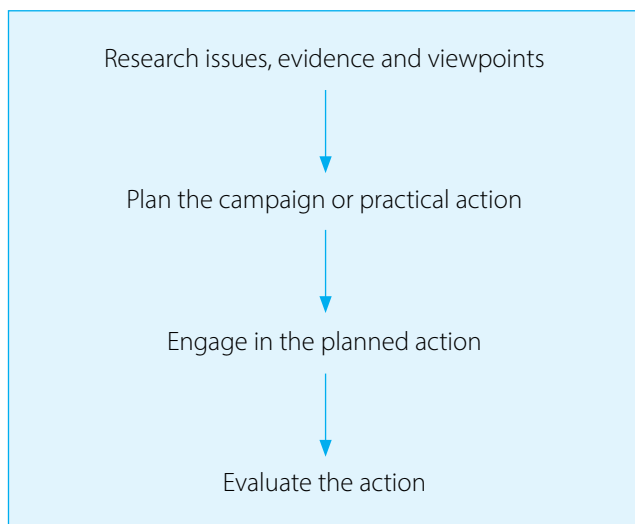 Research issues, evidence and viewpoints
Plan the campaign or practical action
Engage in the planned action
Evaluate the action